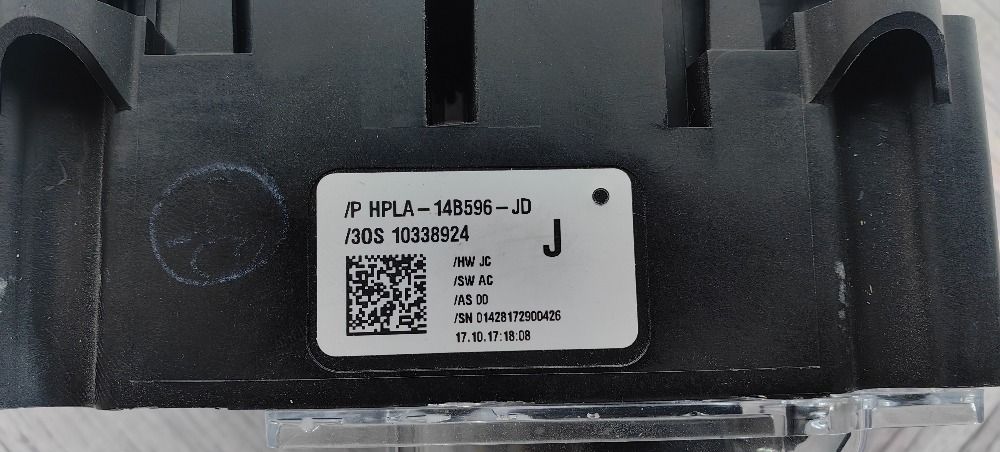 /P HPLA-14B596-JD
/3OS 10338924
J
/HW JC
/SW AC
/AS 00
/SN 01428172900426
17.10.17:18:08